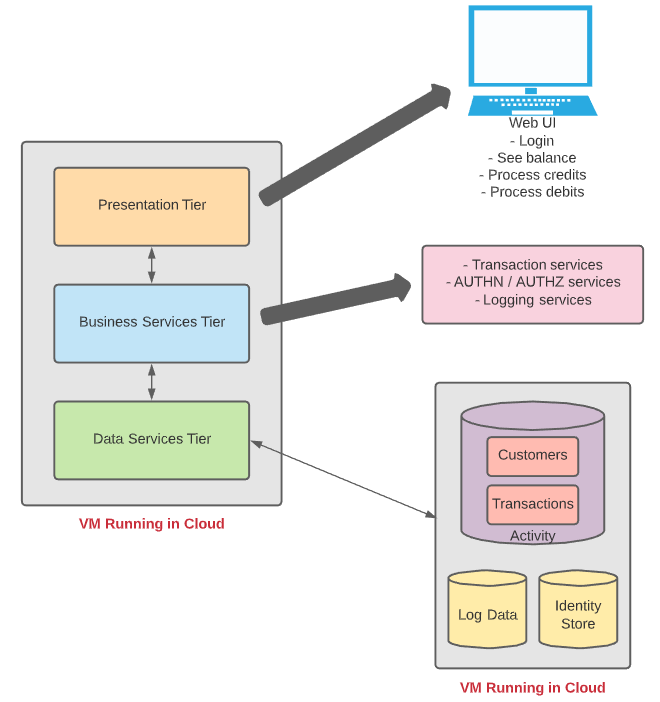 Web UI
- Login
- See balance
- Process credits
- Process debits
Presentation Tier
Business Services Tier
Data Services Tier
VM Running in Cloud
- Transaction services
- AUTHN / AUTHZ services
- Logging services
Customers
Transactions
Activity
Log Data
Identity
Store
VM Running in Cloud